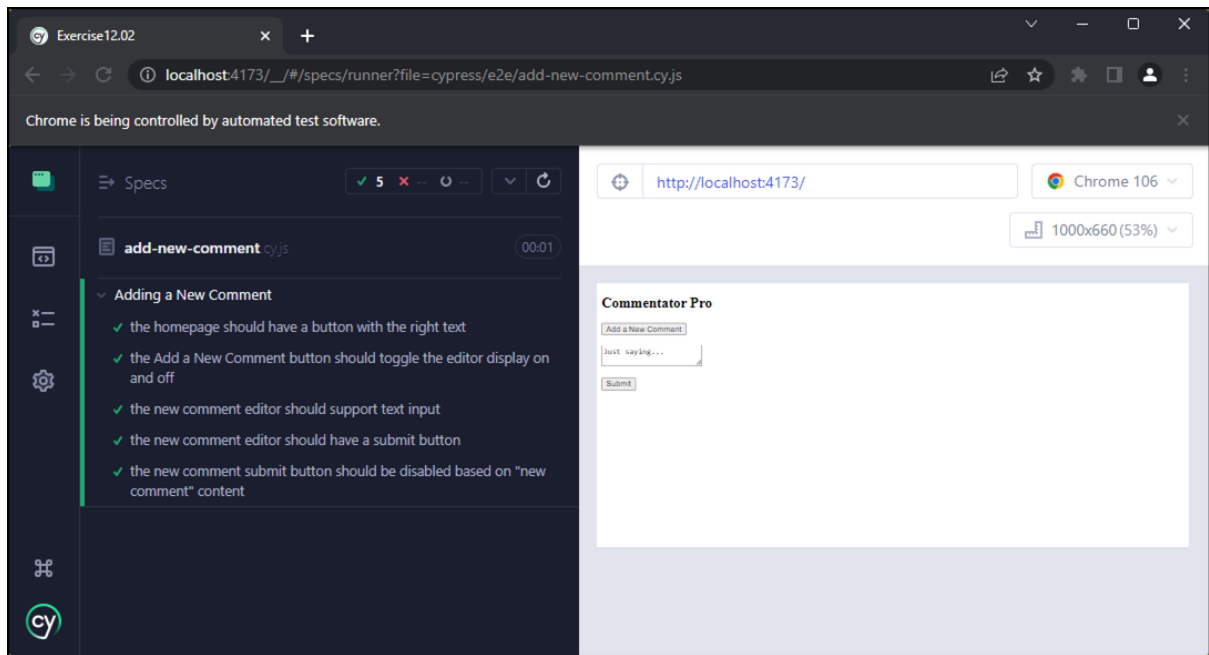 cy Exercise12.02
localhost:4173/__/#/specs/runner?file=cypress/e2e/add-new-comment.cy.js
Chrome is being controlled by automated test software.
Specs
5 -- --
add-new-comment.cy.js 00:01
Adding a New Comment
the homepage should have a button with the right text
the Add a New Comment button should toggle the editor display on
and off
the new comment editor should support text input
the new comment editor should have a submit button
the new comment submit button should be disabled based on "new
comment" content
cy
http://localhost:4173/
Chrome 106
1000x660 (53%)
Commentator Pro
Add a New Comment
Just saying...
Submit